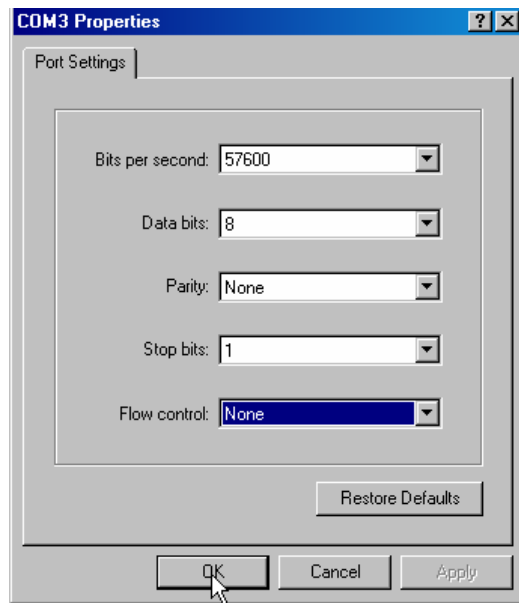 COM3 Properties
Port Settings
Bits per second: 57600
Data bits: 8
Parity: None
Stop bits: 1
Flow control: None
Restore Defaults
OK Cancel Apply